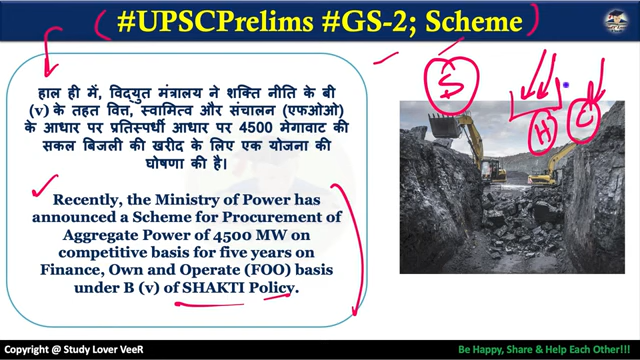 ( #UPSCPrelims #GS-2; Scheme )
हाल ही में, विद्युत मंत्रालय ने शक्ति नीति के बी
(v) के तहत वित्त, स्वामित्व और संचालन (एफओओ)
के आधार पर प्रतिस्पर्धी आधार पर 4500 मेगावाट की
सकल बिजली की खरीद के लिए एक योजना की
घोषणा की है।
Recently, the Ministry of Power has
announced a Scheme for Procurement of
Aggregate Power of 4500 MW on
competitive basis for five years on
Finance, Own and Operate (FOO) basis
under B (v) of SHAKTI Policy.
S
H
C
Copyright @ Study Lover VeeR
Be Happy, Share & Help Each Other!!!